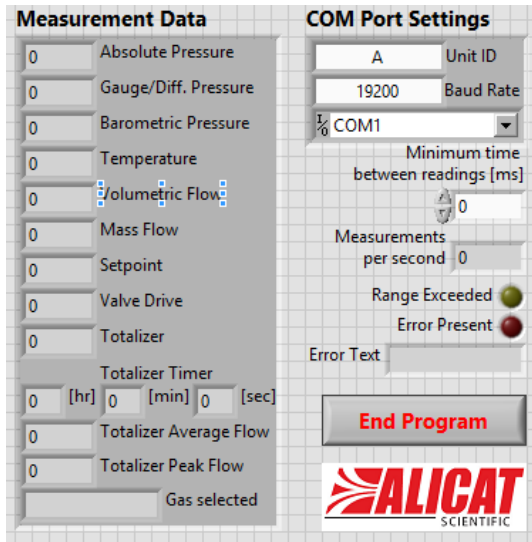 Measurement Data
0 Absolute Pressure
0 Gauge/Diff. Pressure
0 Barometric Pressure
0 Temperature
0 Volumetric Flow
0 Mass Flow
0 Setpoint
0 Valve Drive
0 Totalizer
Totalizer Timer
0 [hr] 0 [min] 0 [sec]
0 Totalizer Average Flow
0 Totalizer Peak Flow
Gas selected
COM Port Settings
A Unit ID
19200 Baud Rate
I/O COM1
Minimum time
between readings [ms]
0
Measurements
per second 0
Range Exceeded
Error Present
Error Text
End Program
ALICAT
SCIENTIFIC